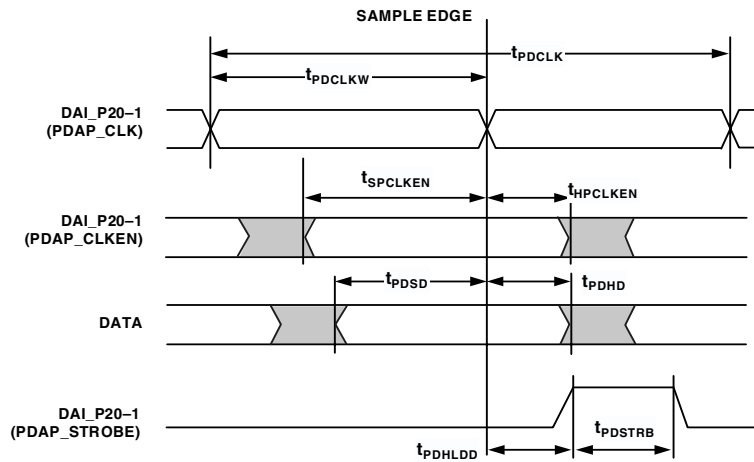 SAMPLE EDGE
tPDCLK
tPDCLKW
DAI_P20–1
(PDAP_CLK)
tSPCLKEN
tHPCLKEN
DAI_P20–1
(PDAP_CLKEN)
tPDSD
tPDHD
DATA
DAI_P20–1
(PDAP_STROBE)
tPDHLDD
tPDSTRB